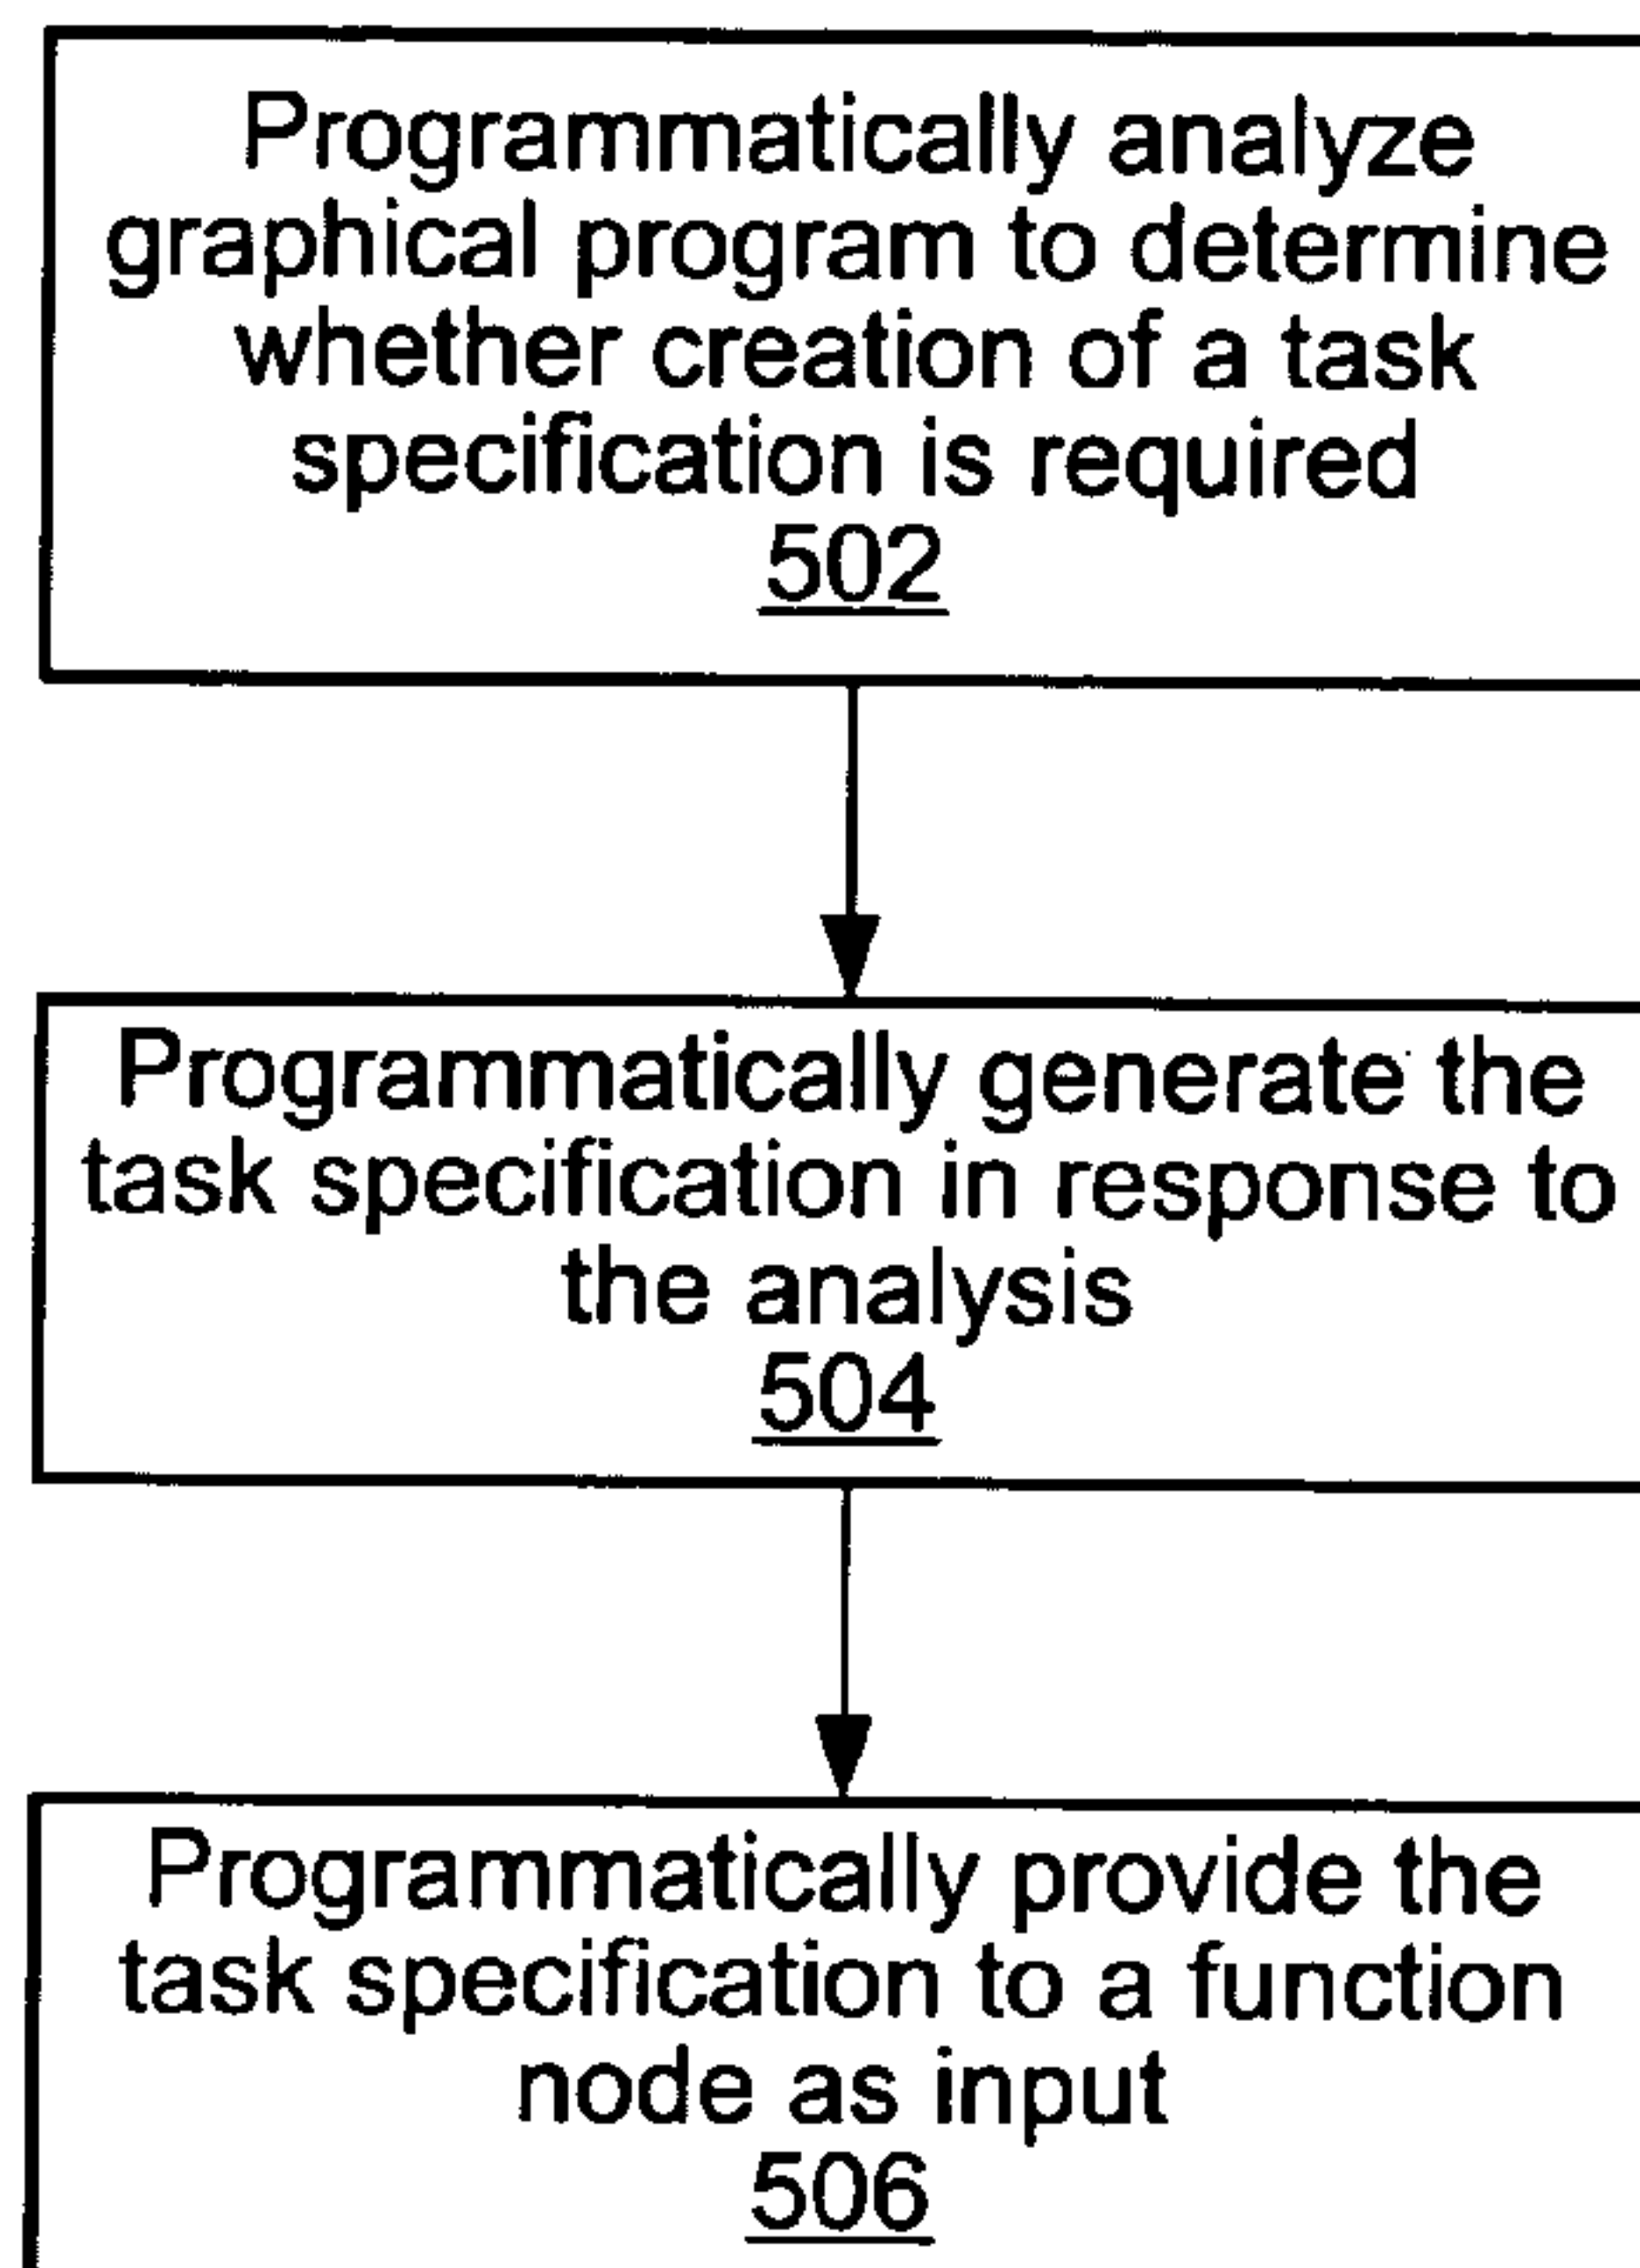 Programmatically analyze
graphical program to determine
whether creation of a task
specification is required
502
Programmatically generate the
task specification in response to
the analysis
504
Programmatically provide the
task specification to a function
node as input
506